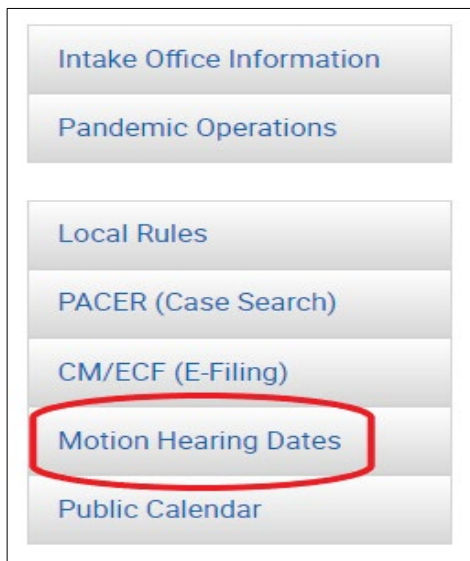 Intake Office Information
Pandemic Operations
Local Rules
PACER (Case Search)
CM/ECF (E-Filing)
Motion Hearing Dates
Public Calendar